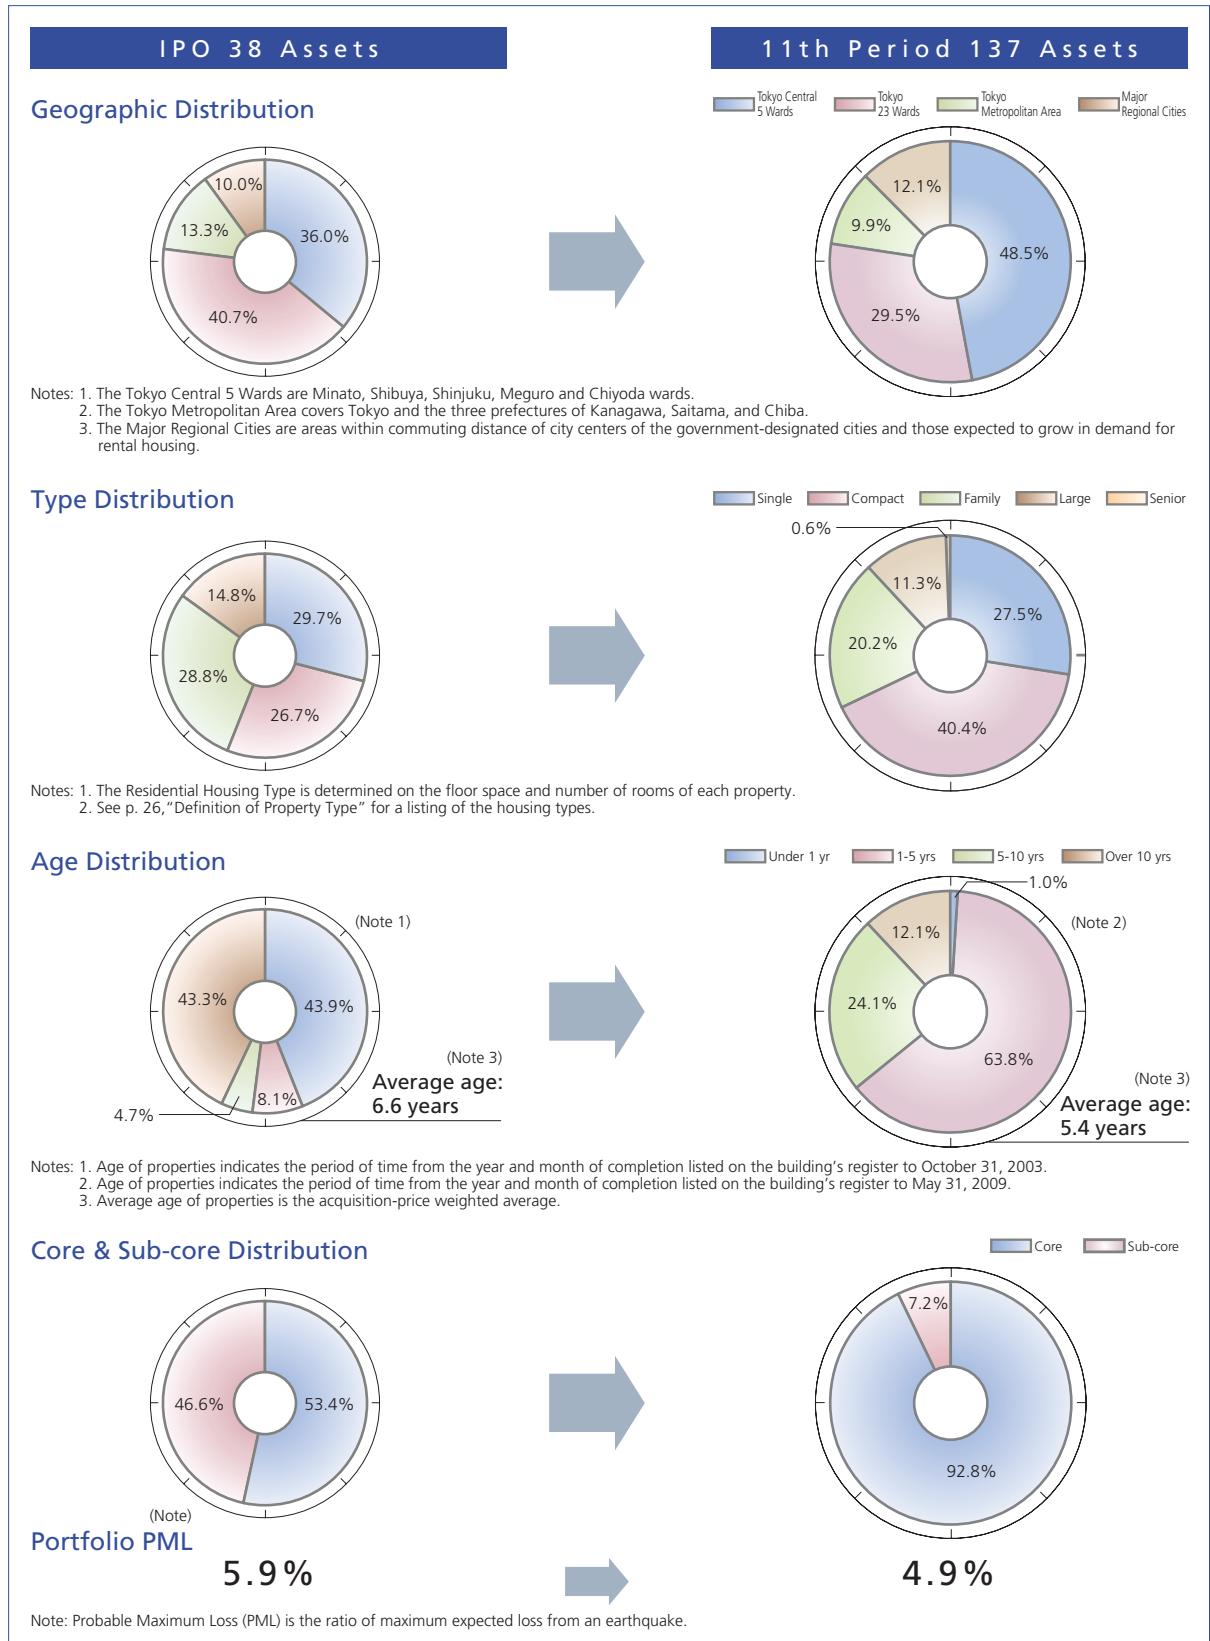 IPO 38 Assets
11th Period 137 Assets
Geographic Distribution
Tokyo Central
5 Wards
Tokyo
23 Wards
Tokyo
Metropolitan Area
Major
Regional Cities
10.0%
13.3%
36.0%
40.7%
12.1%
9.9%
48.5%
29.5%
Notes: 1. The Tokyo Central 5 Wards are Minato, Shibuya, Shinjuku, Meguro and Chiyoda wards.
2. The Tokyo Metropolitan Area covers Tokyo and the three prefectures of Kanagawa, Saitama, and Chiba.
3. The Major Regional Cities are areas within commuting distance of city centers of the government-designated cities and those expected to grow in demand for
rental housing.
Type Distribution
Single
Compact
Family
Large
Senior
14.8%
29.7%
28.8%
26.7%
0.6%
11.3%
27.5%
20.2%
40.4%
Notes: 1. The Residential Housing Type is determined on the floor space and number of rooms of each property.
2. See p. 26,“Definition of Property Type” for a listing of the housing types.
Age Distribution
Under 1 yr
1-5 yrs
5-10 yrs
Over 10 yrs
(Note 1)
43.3%
43.9%
8.1%
4.7%
(Note 3)
Average age:
6.6 years
1.0%
(Note 2)
12.1%
24.1%
63.8%
(Note 3)
Average age:
5.4 years
Notes: 1. Age of properties indicates the period of time from the year and month of completion listed on the building’s register to October 31, 2003.
2. Age of properties indicates the period of time from the year and month of completion listed on the building’s register to May 31, 2009.
3. Average age of properties is the acquisition-price weighted average.
Core & Sub-core Distribution
Core
Sub-core
46.6%
53.4%
7.2%
92.8%
(Note)
Portfolio PML
5.9%
4.9%
Note: Probable Maximum Loss (PML) is the ratio of maximum expected loss from an earthquake.